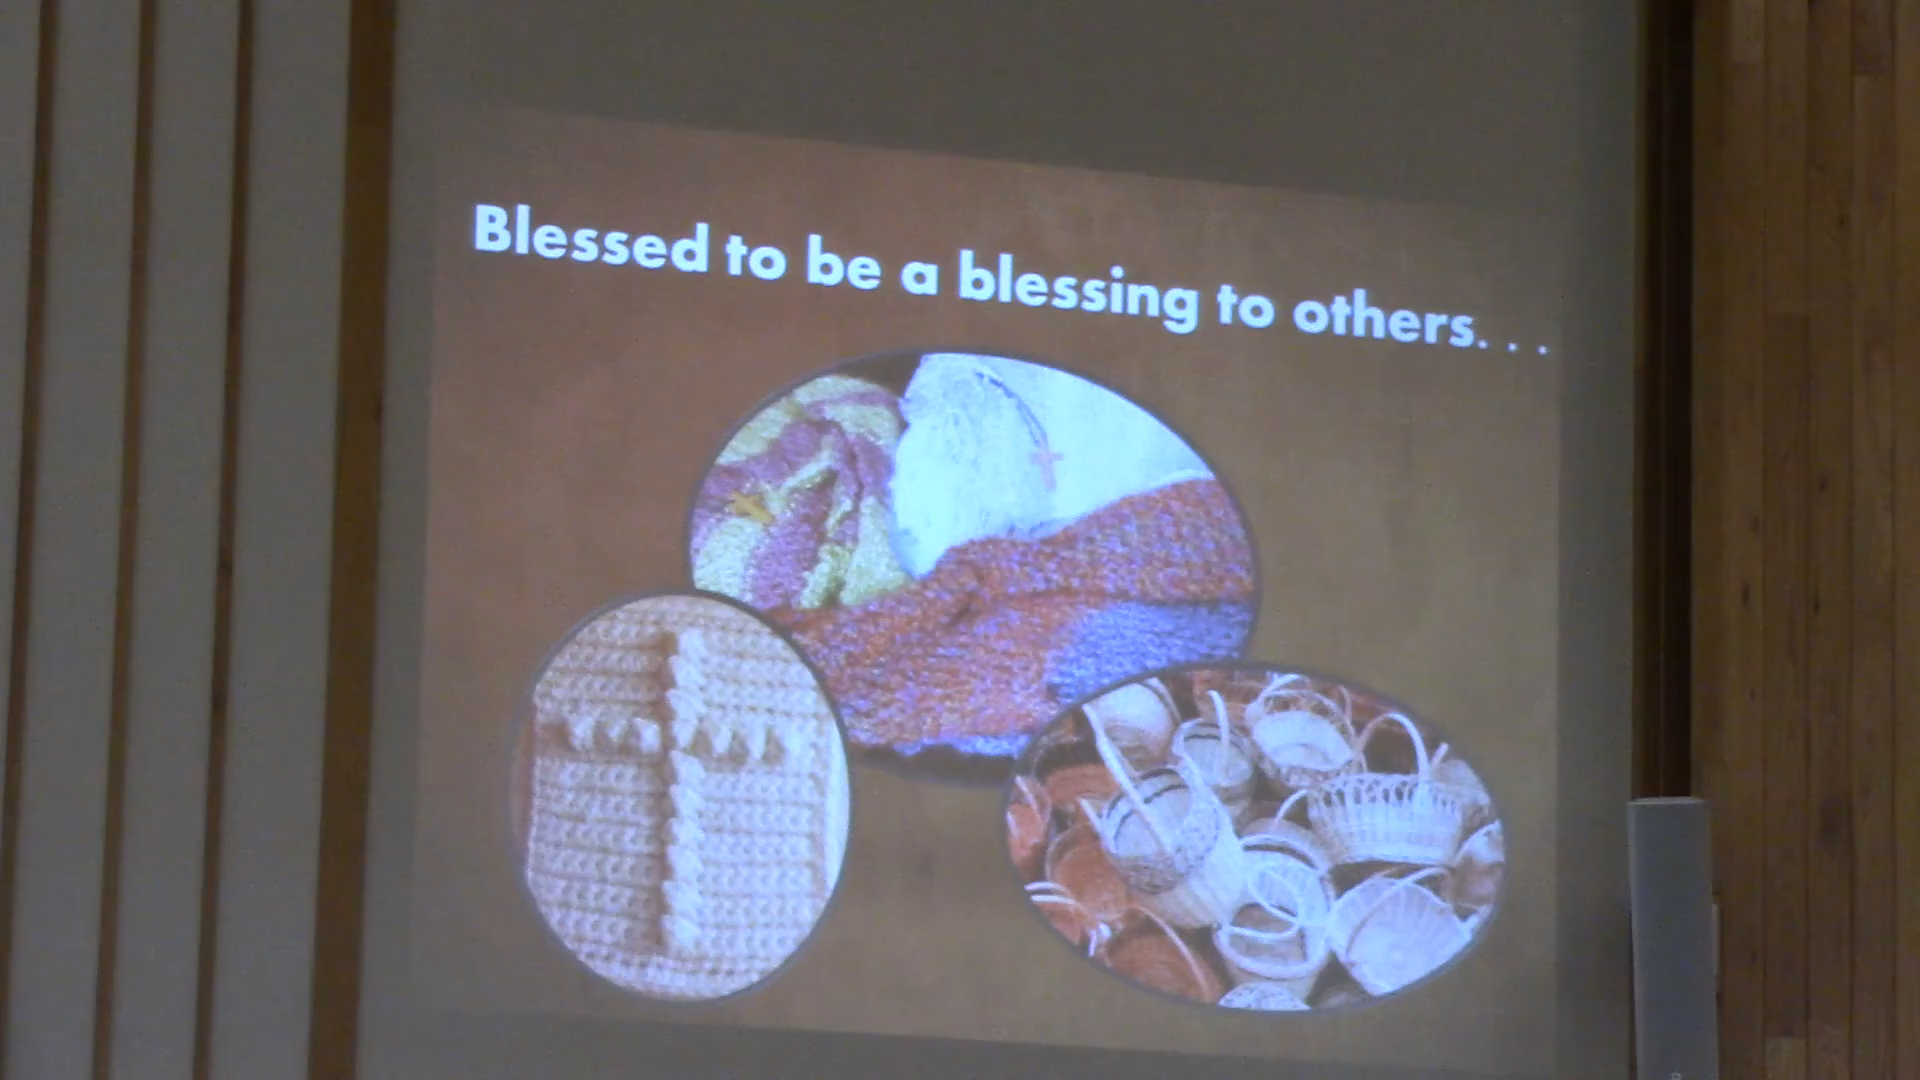 Blessed to be a blessing to others. . .